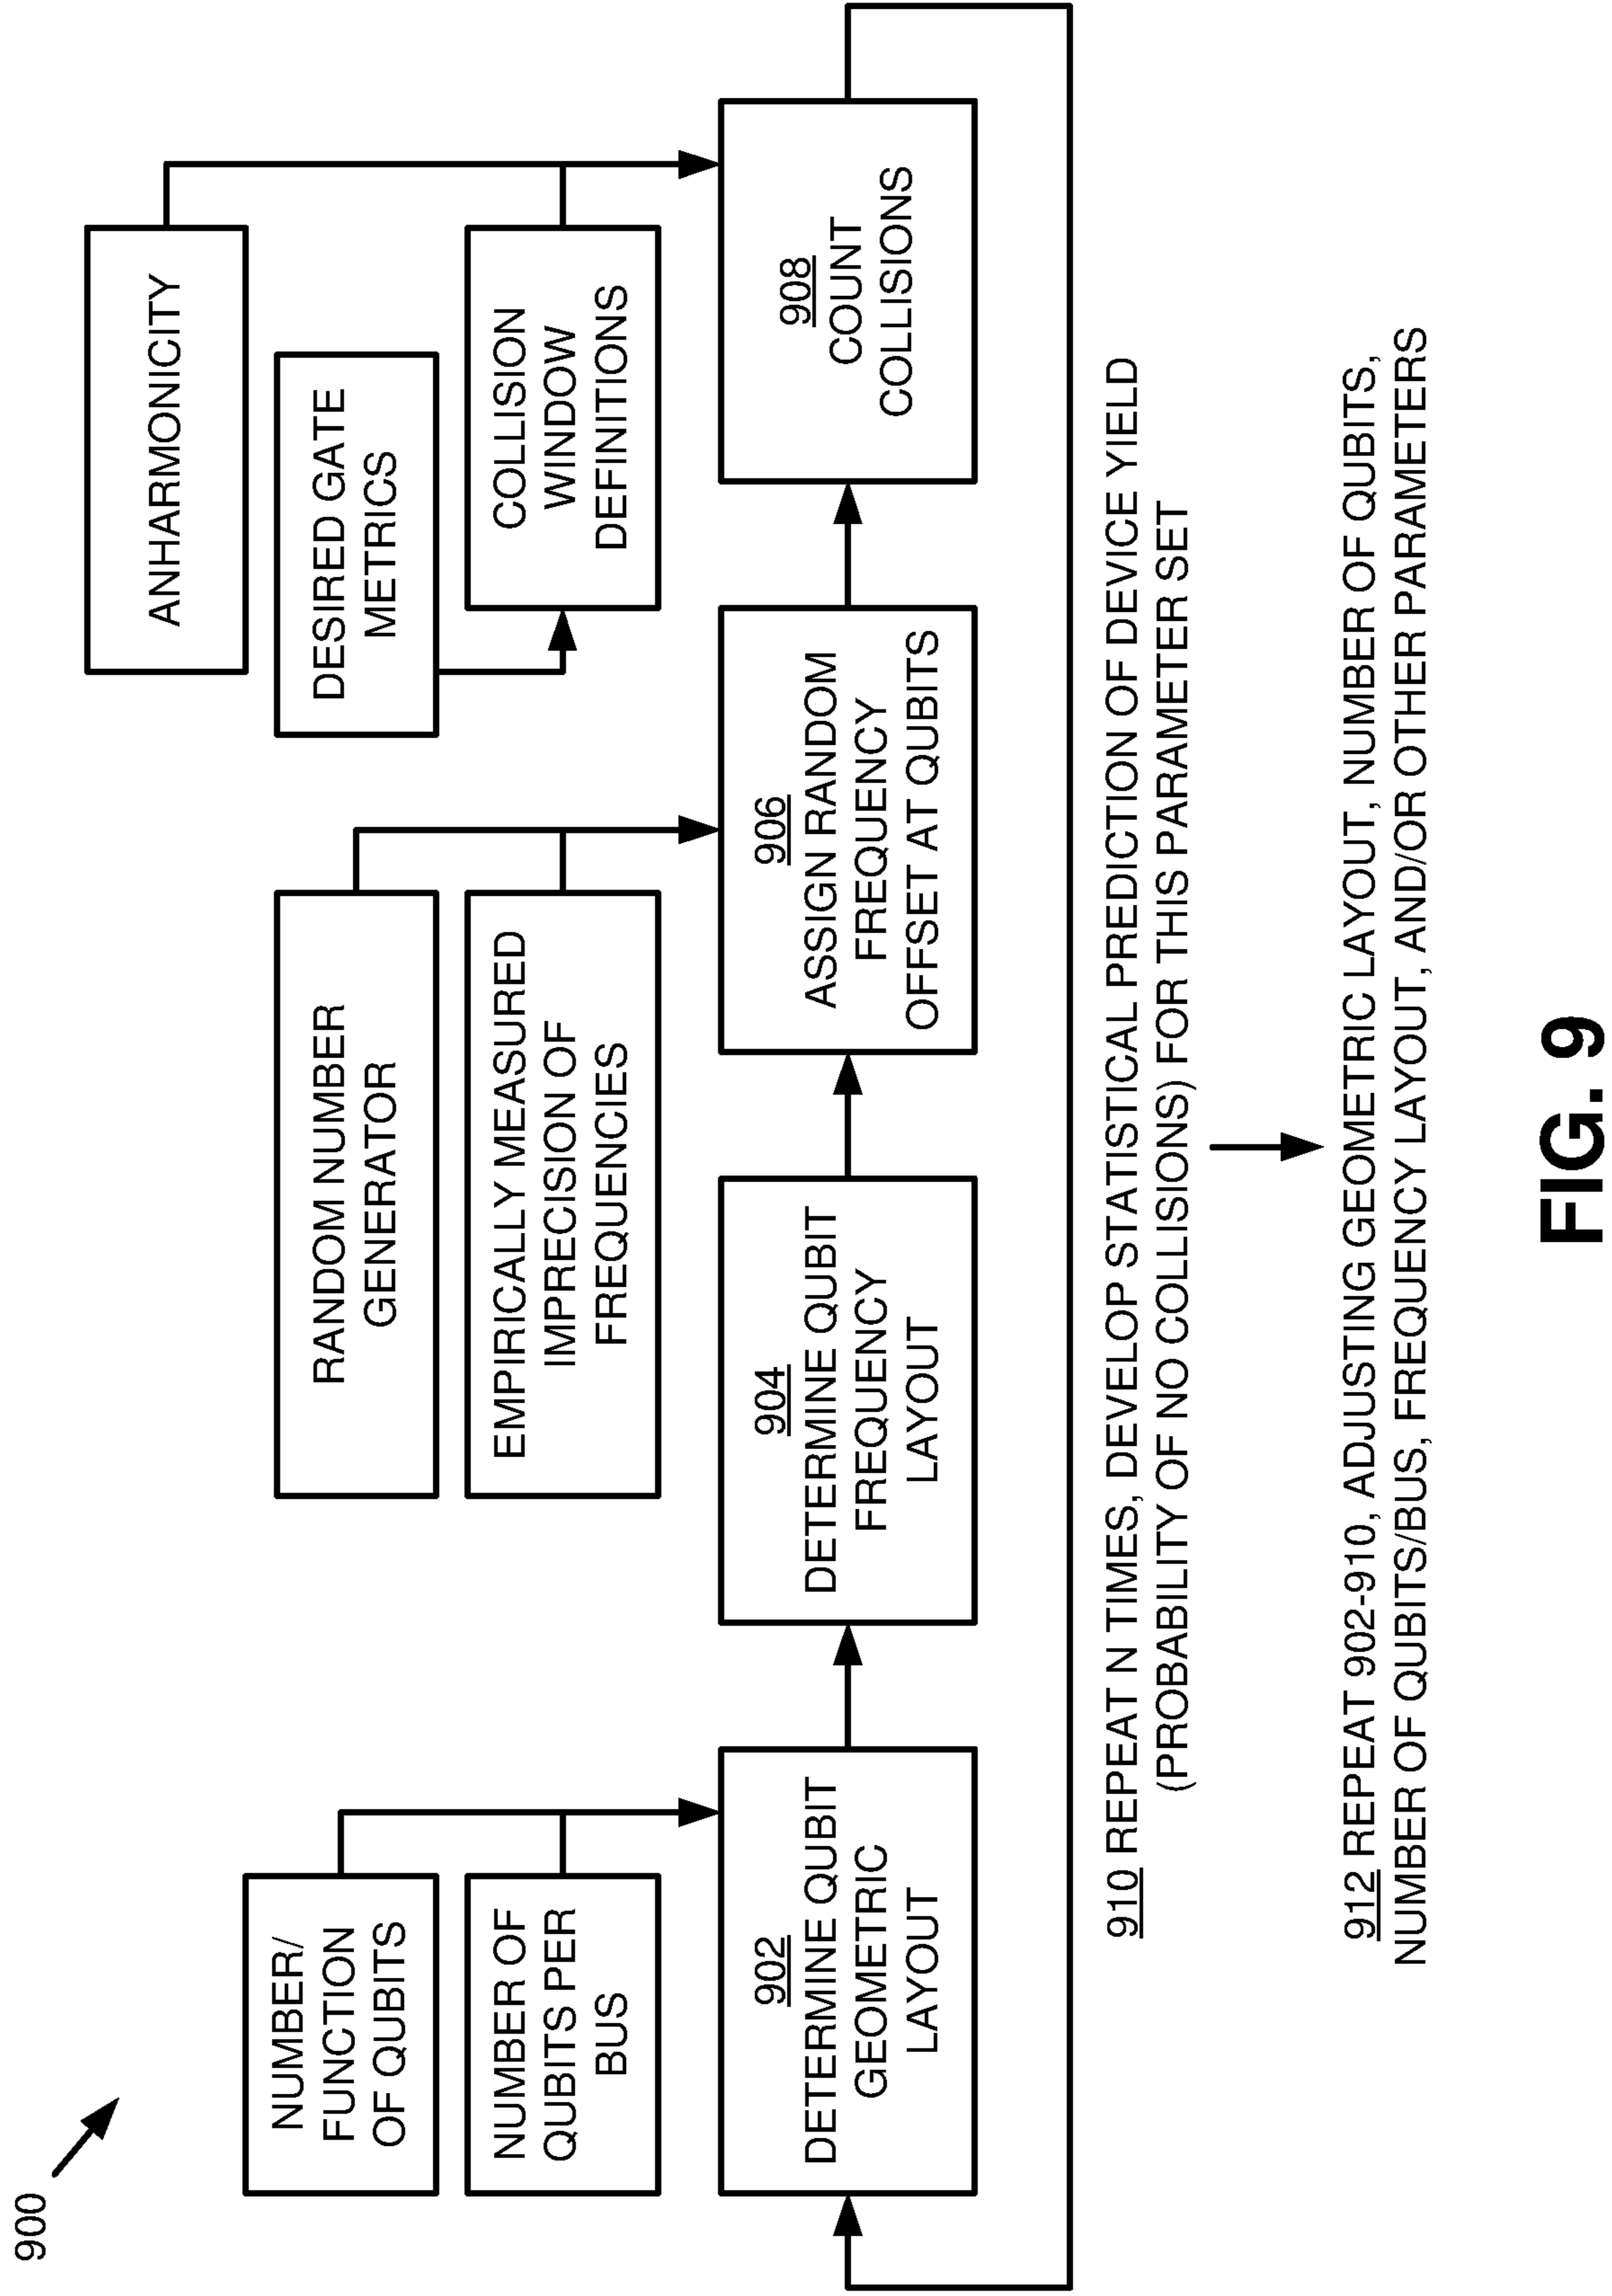 900
NUMBER/
FUNCTION
OF QUBITS
NUMBER OF
QUBITS PER
BUS
902
DETERMINE QUBIT
GEOMETRIC
LAYOUT
904
DETERMINE QUBIT
FREQUENCY
LAYOUT
RANDOM NUMBER
GENERATOR
EMPIRICALLY MEASURED
IMPRECISION OF
FREQUENCIES
906
ASSIGN RANDOM
FREQUENCY
OFFSET AT QUBITS
ANHARMONICITY
DESIRED GATE
METRICS
COLLISION
WINDOW
DEFINITIONS
908
COUNT
COLLISIONS
910 REPEAT N TIMES, DEVELOP STATISTICAL PREDICTION OF DEVICE YIELD
(PROBABILITY OF NO COLLISIONS) FOR THIS PARAMETER SET
912 REPEAT 902-910, ADJUSTING GEOMETRIC LAYOUT, NUMBER OF QUBITS,
NUMBER OF QUBITS/BUS, FREQUENCY LAYOUT, AND/OR OTHER PARAMETERS
FIG. 9